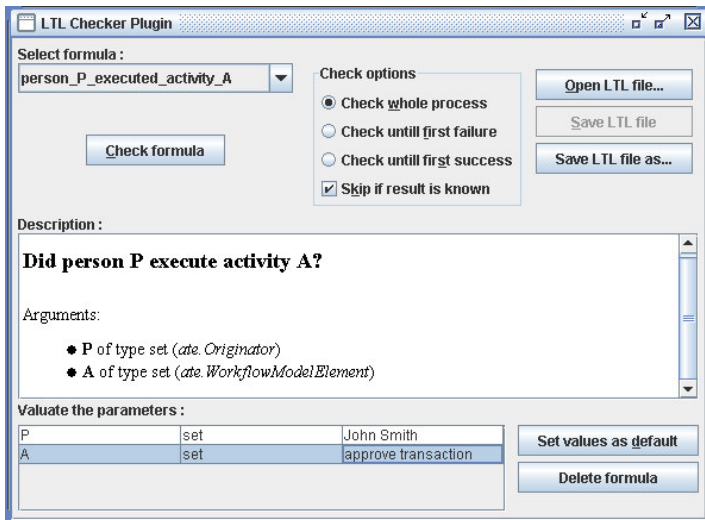 LTL Checker Plugin
Select formula :
person_P_executed_activity_A
Check formula
Check options
Check whole process
Check untill first failure
Check untill first success
Skip if result is known
Open LTL file...
Save LTL file
Save LTL file as...
Description :
Did person P execute activity A?
Arguments:
● P of type set (ate.Originator)
● A of type set (ate.WorkflowModelElement)
Valuate the parameters :
P set John Smith
A set approve transaction
Set values as default
Delete formula